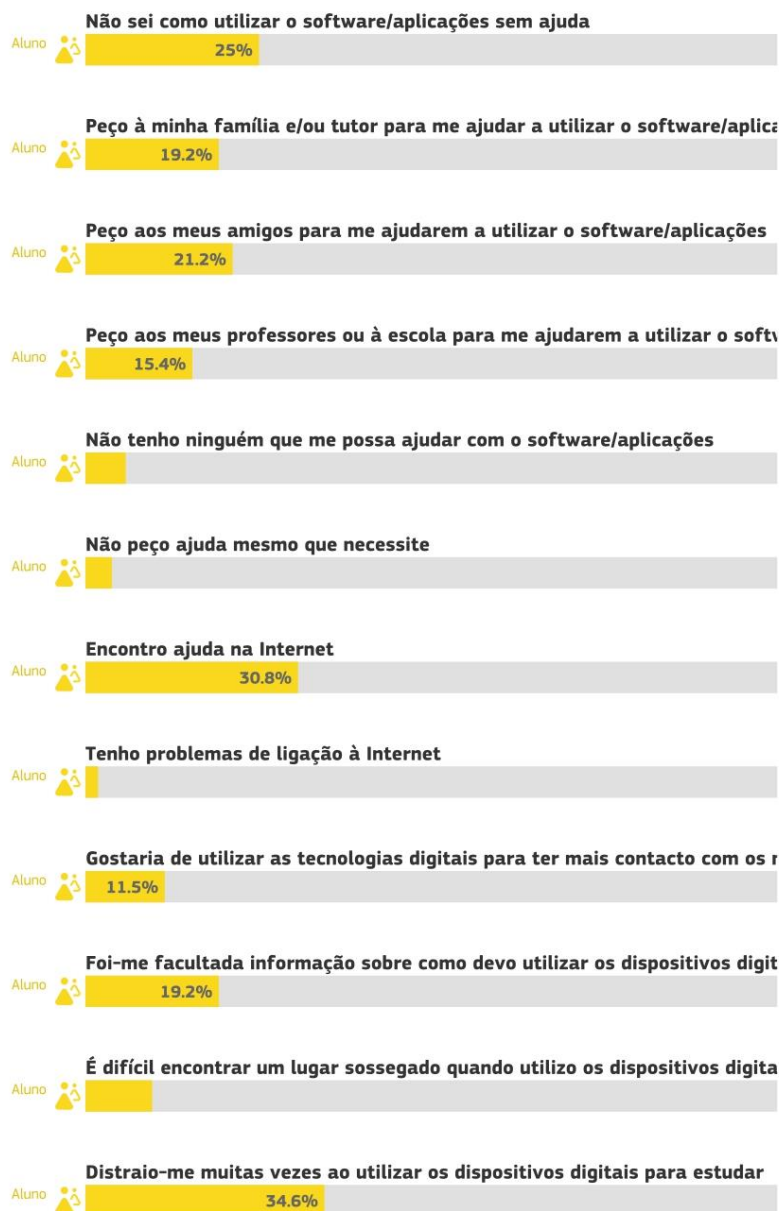 Não sei como utilizar o software/aplicações sem ajuda
Aluno
25%
Peço à minha família e/ou tutor para me ajudar a utilizar o software/aplica
Aluno
19.2%
Peço aos meus amigos para me ajudarem a utilizar o software/aplicações
Aluno
21.2%
Peço aos meus professores ou à escola para me ajudarem a utilizar o
Aluno
15.4%
Não tenho ninguém que me possa ajudar com o software/aplicações
Aluno
Não peço ajuda mesmo que necessite
Aluno
Encontro ajuda na Internet
Aluno
30.8%
Tenho problemas de ligação à Internet
Aluno
Gostaria de utilizar as tecnologias digitais para ter mais contacto com os
Aluno
11.5%
Foi-me facultada informação sobre como devo utilizar os dispositivos digit
Aluno
19.2%
É difícil encontrar um lugar sossegado quando utilizo os dispositivos digita
Aluno
Distraio-me muitas vezes ao utilizar os dispositivos digitais para estudar
Aluno
34.6%